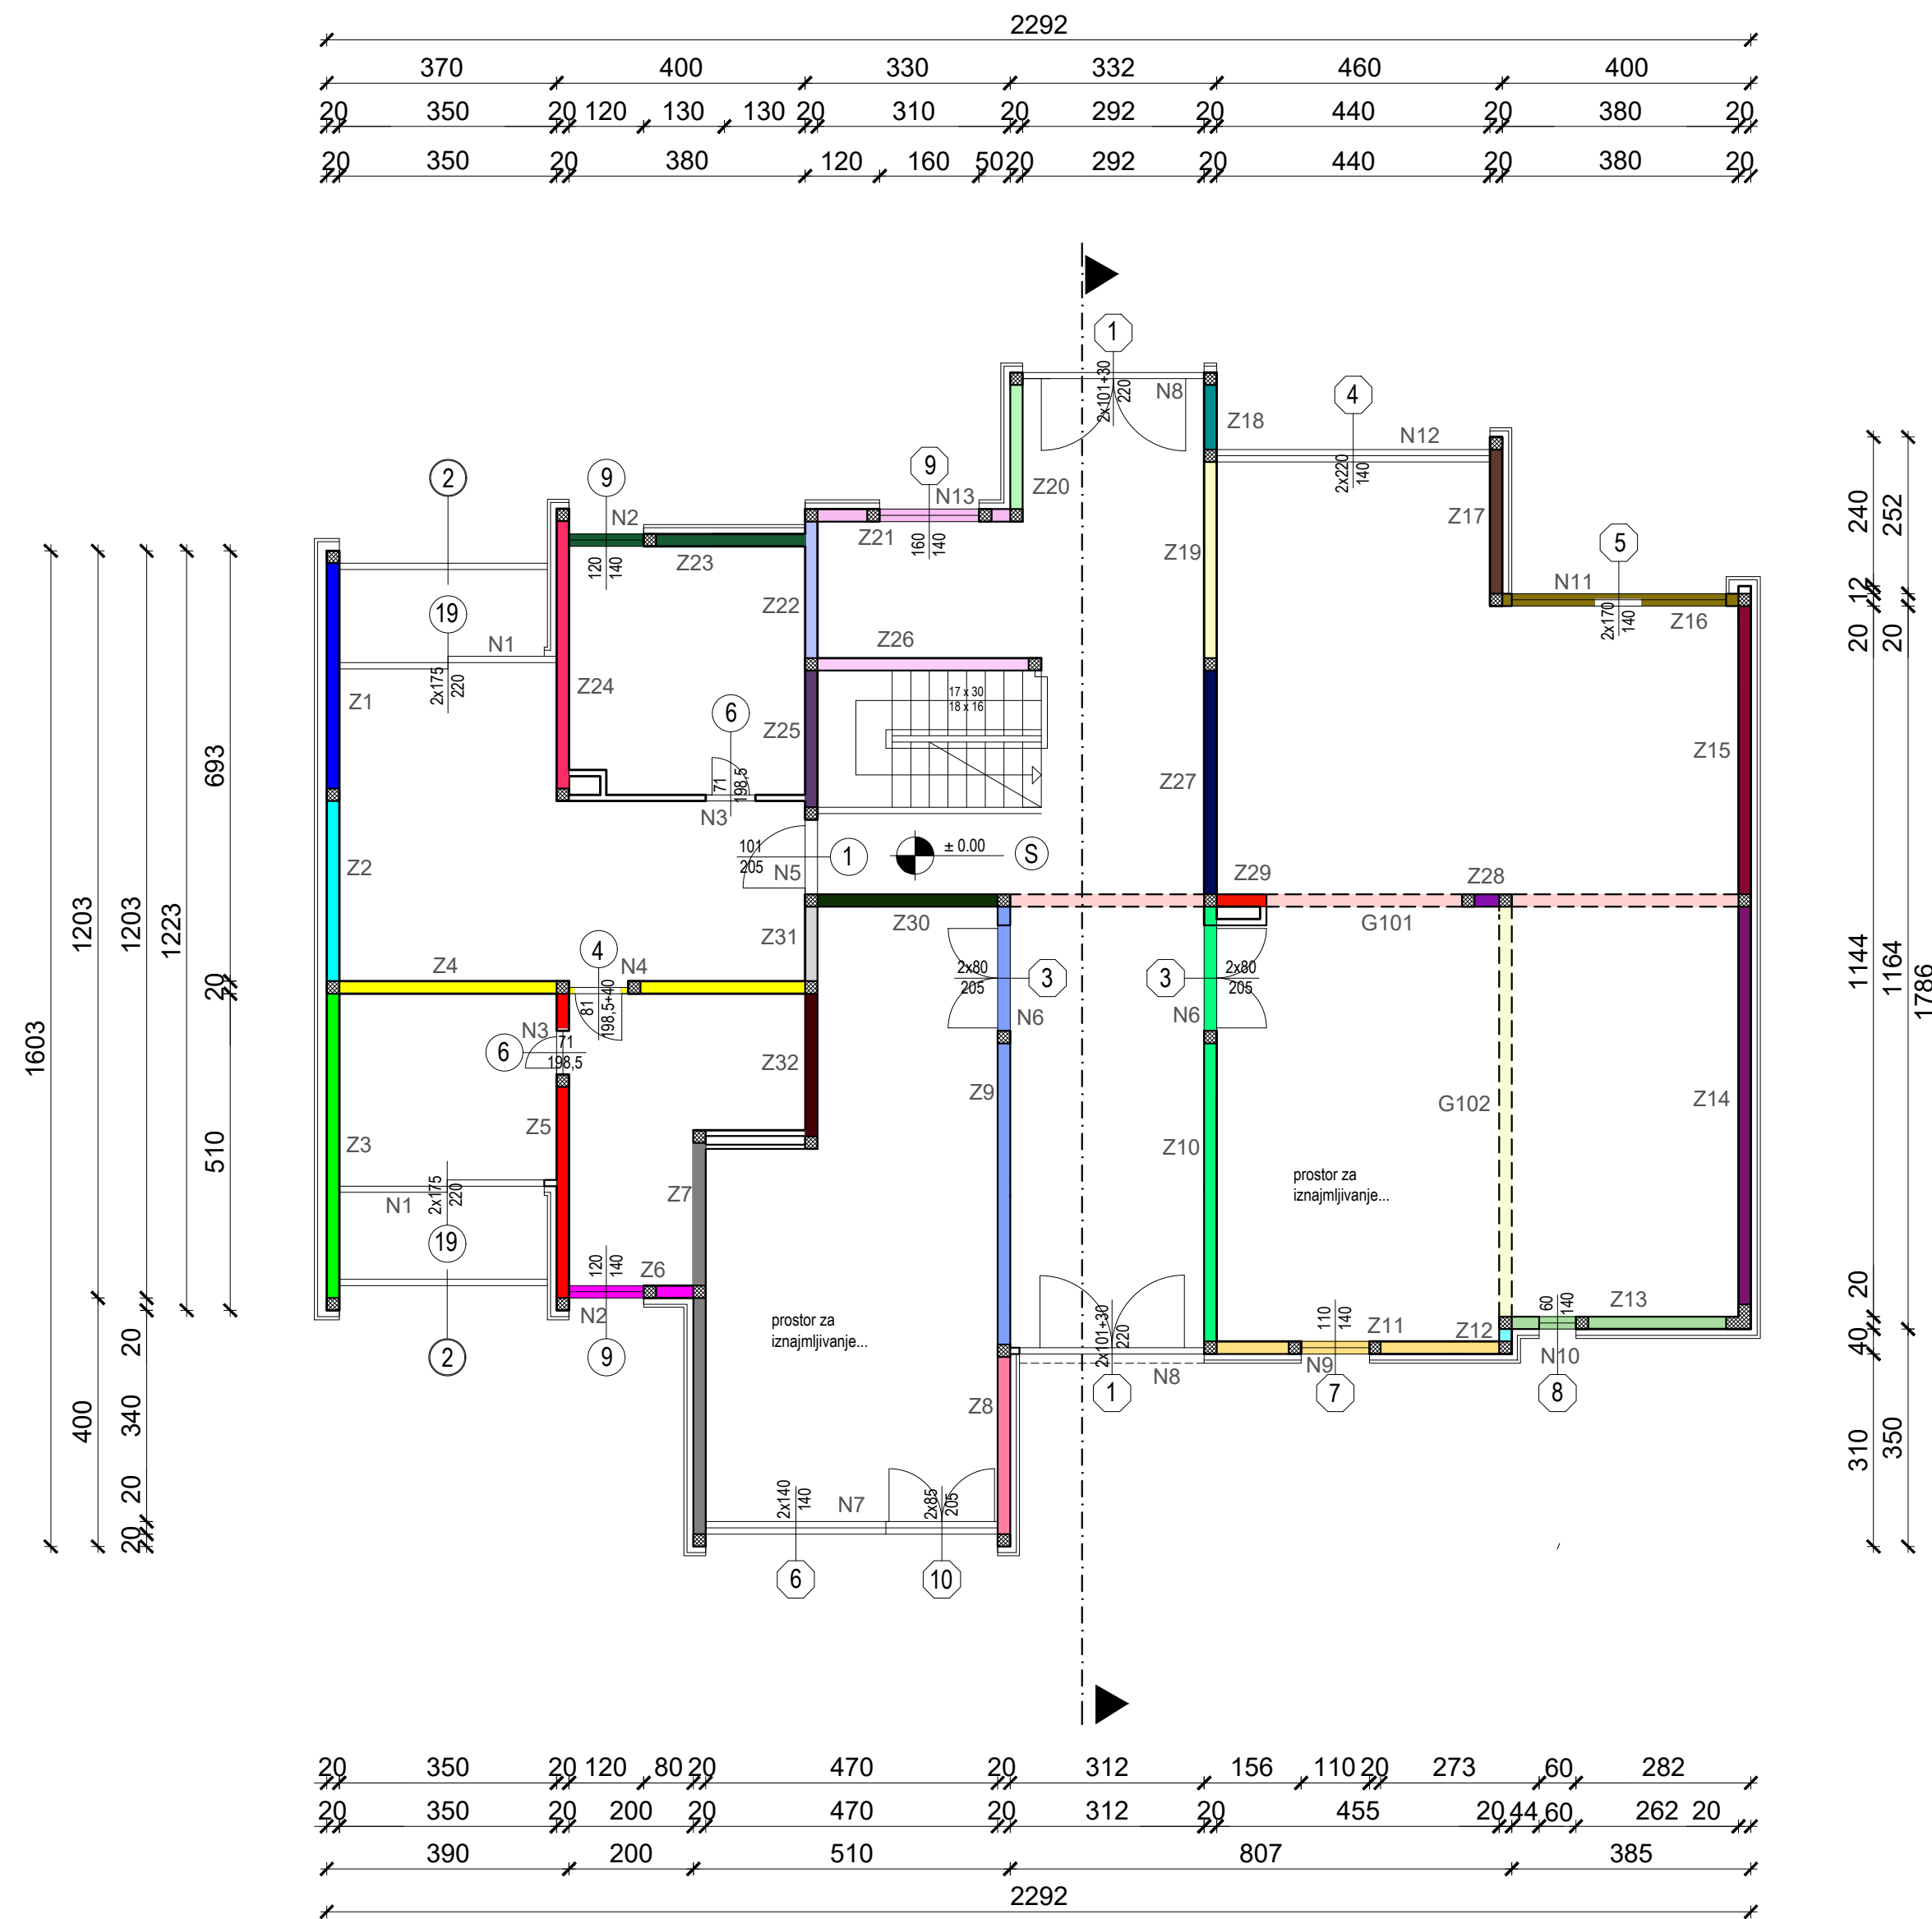 2292
370 400 330 332 460 400
20 350 20 120 130 130 20 310 20 292 20 440 20 380 20
20 350 20 380 120 160 50 20 292 20 440 20 380 20
1
2x101+30
220
N8
4
Z18
N12
2x220
140
2
9
N2
120
140
Z23
9
N13
Z21
160
140
Z20
Z17
5
N11
2x170
140
Z16
Z19
Z22
19
N1
2x175
220
Z1
Z24
Z26
17 x 30
18 x 16
6
71
198,5
N3
Z25
Z27
Z15
Z2
101
205
1
N5
± 0.00
S
Z29
Z28
G101
Z30
Z31
Z4
4
N4
81
198,5+40
2x80
205
3
3
2x80
205
N6
N6
N3
6
71
198,5
Z32
Z9
Z10
G102
Z14
Z3
Z5
Z7
prostor za
iznajmljivanje...
N1
2x175
220
19
120
140
Z6
N2
prostor za
iznajmljivanje...
2
9
2x101+30
220
N8
1
110
140
Z11
N9
7
Z12
60
140
Z13
N10
8
Z8
2x140
140
N7
2x85
205
6
10
1603
1203
400
1203
20
340
20
20
1223
693
20
510
240
12
20
1144
20
40
310
252
20
1164
350
1786
20 350 20 120 80 20 470 20 312 156 110 20 273 60 282
20 350 20 200 20 470 20 312 20 455 20 44 60 262 20
390 200 510 807 385
2292